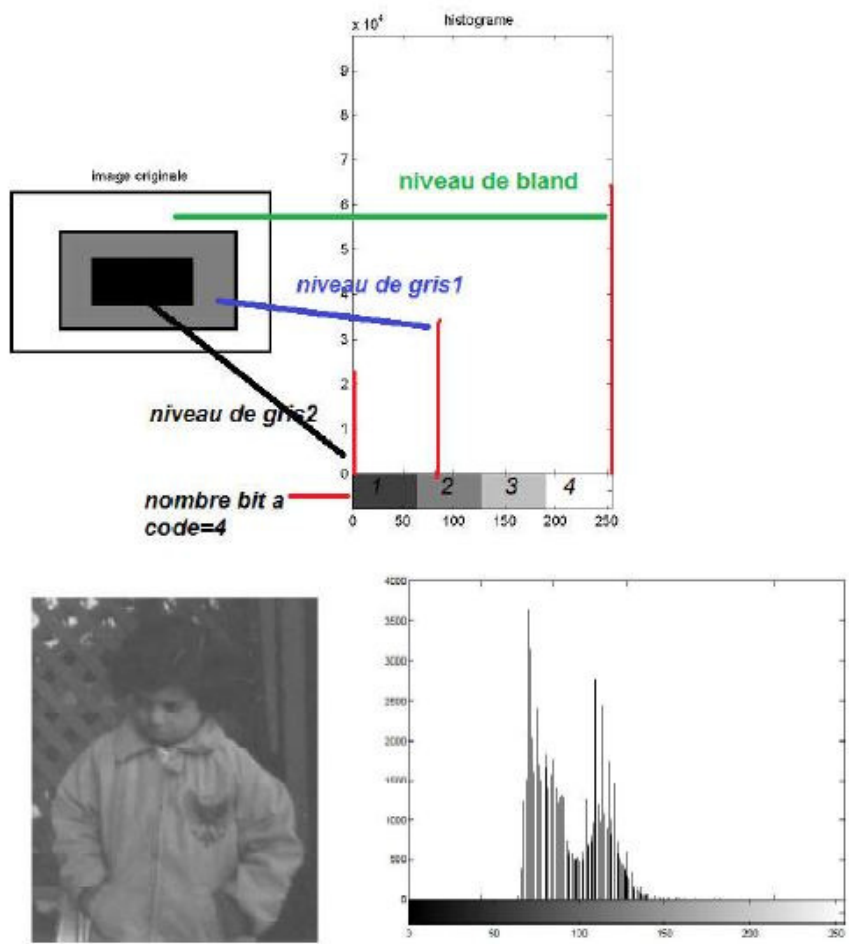 x 10⁴
histograme
9
8
7
6
5
4
3
2
1
0
image originale
niveau de bland
niveau de gris1
niveau de gris2
nombre bit a
code=4
1 2 3 4
0 50 100 150 200 250
4000
3500
3000
2500
2000
1500
1000
500
0
0 50 100 150 200 250